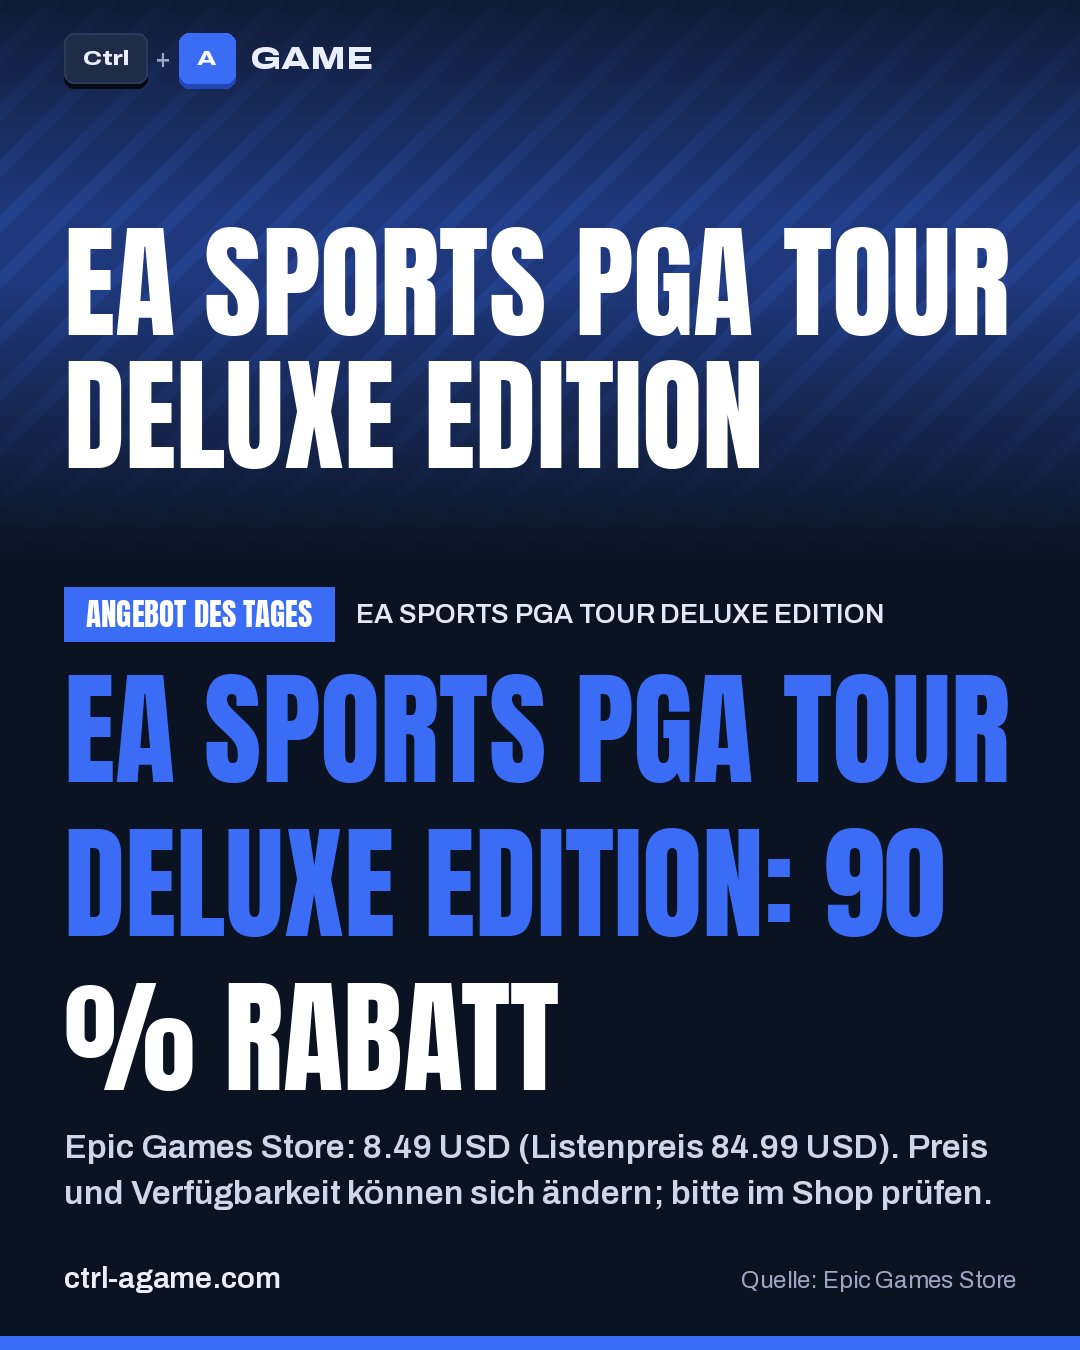 Ctrl + A GAME
EA SPORTS PGA TOUR
DELUXE EDITION
ANGEBOT DES TAGES EA SPORTS PGA TOUR DELUXE EDITION
EA SPORTS PGA TOUR
DELUXE EDITION: 90
% RABATT
Epic Games Store: 8.49 USD (Listenpreis 84.99 USD). Preis
und Verfügbarkeit können sich ändern; bitte im Shop prüfen.
ctrl-agame.com Quelle: Epic Games Store